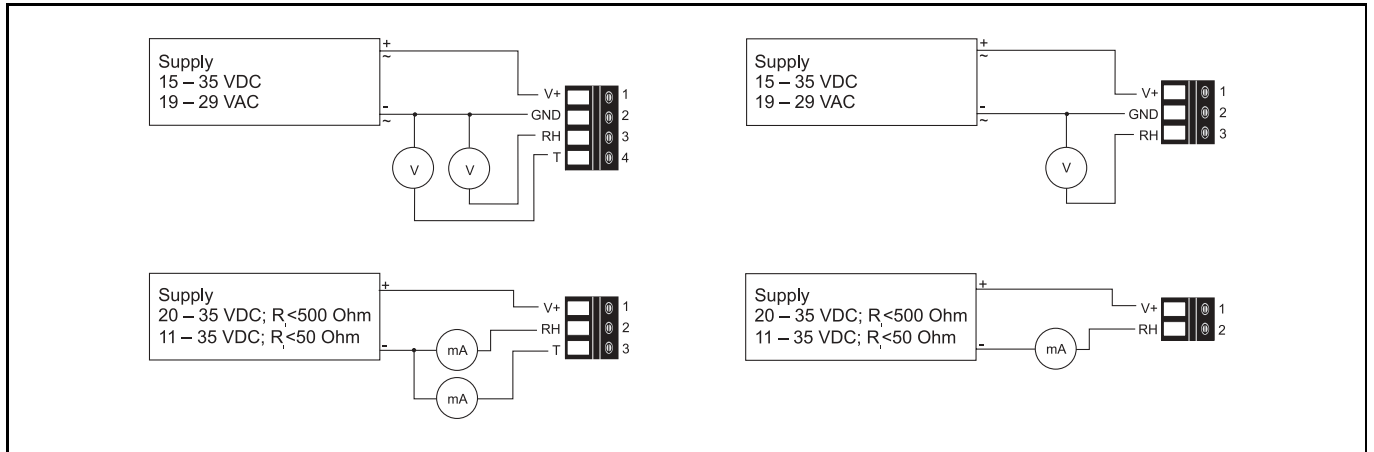 Supply
15 – 35 VDC
19 – 29 VAC
+
~
-
~
V+ 1
GND 2
RH 3
T 4
V V
Supply
15 – 35 VDC
19 – 29 VAC
+
~
-
~
V+ 1
GND 2
RH 3
V
Supply
20 – 35 VDC; RL<500 Ohm
11 – 35 VDC; RL<50 Ohm
+
-
V+ 1
RH 2
T 3
mA
mA
Supply
20 – 35 VDC; RL<500 Ohm
11 – 35 VDC; RL<50 Ohm
+
-
V+ 1
RH 2
mA